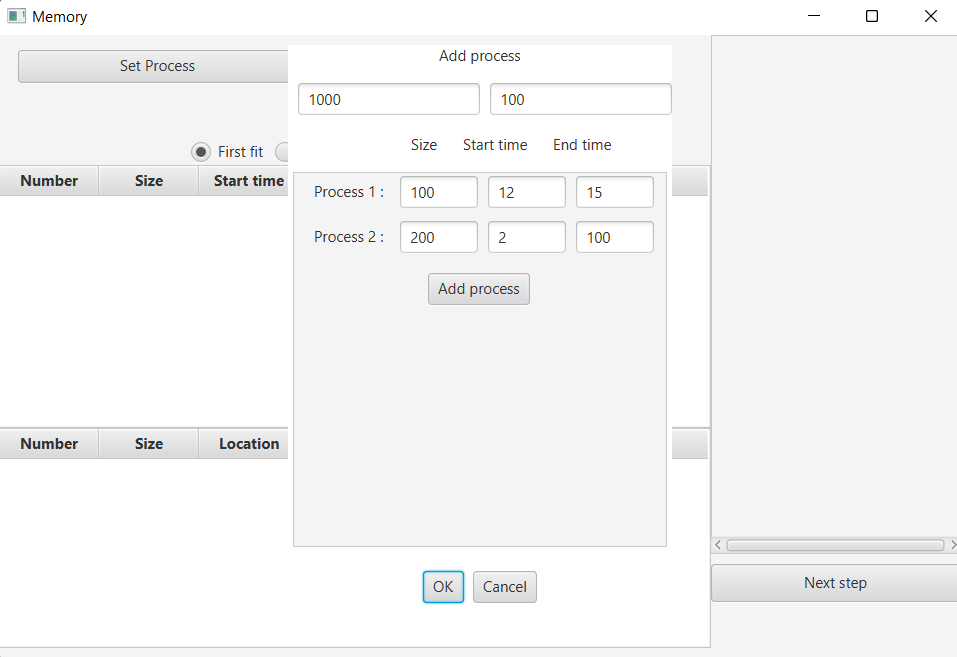 Memory
Set Process
Add process
1000 100
First fit
Size Start time End time
Number Size Start time
Process 1 : 100 12 15
Process 2 : 200 2 100
Add process
Number Size Location
OK Cancel
Next step